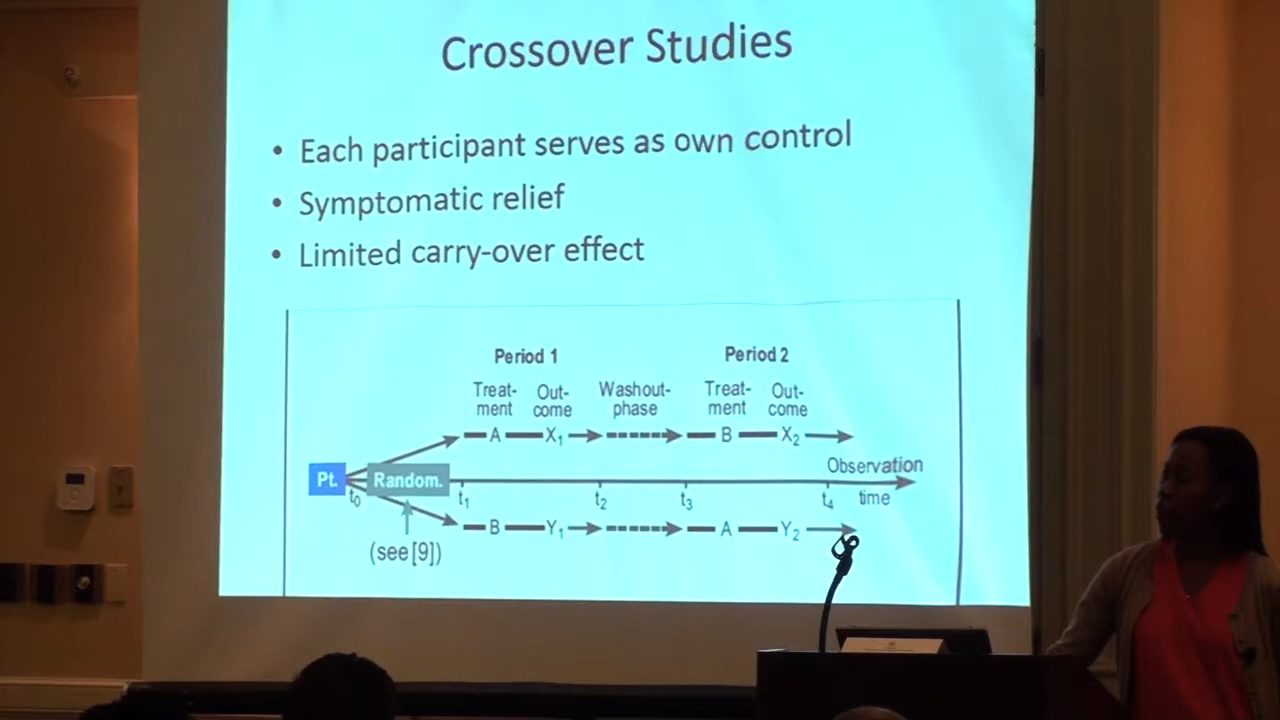 Crossover Studies
• Each participant serves as own control
• Symptomatic relief
• Limited carry-over effect
Period 1 Period 2
Treat- Out- Washout- Treat- Out-
ment come phase ment come
A X1 B X2
Observation
Pt. Random.
t0 t1 t2 t3 t4 time
B Y1 A Y2
(see [9])